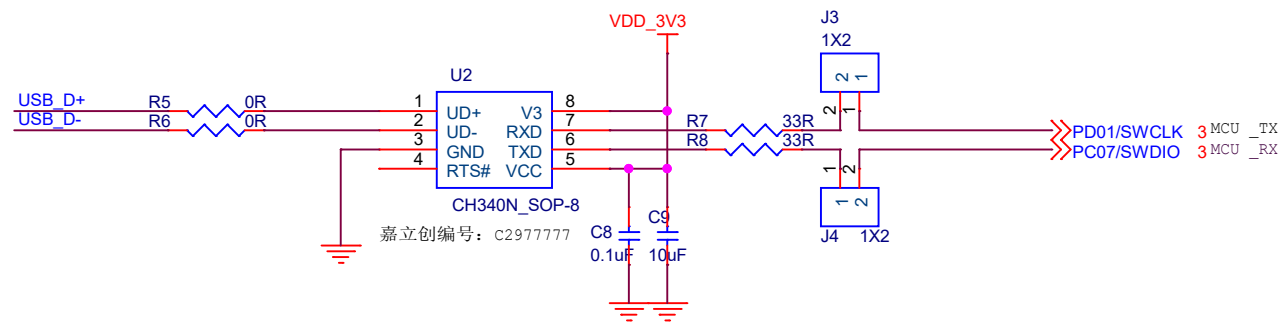 VDD_3V3
J3
1X2
2 1
2 1
U2
USB_D+ R5 0R 1 UD+ V3 8
USB_D- R6 0R 2 UD- RXD 7 R7 33R PD01/SWCLK 3 MCU _TX
3 GND TXD 6 R8 33R PC07/SWDIO 3 MCU _RX
4 RTS# VCC 5
1 2
1 2
CH340N_SOP-8
嘉立创编号: C2977777
C8 C9
0.1uF 10uF
J4 1X2